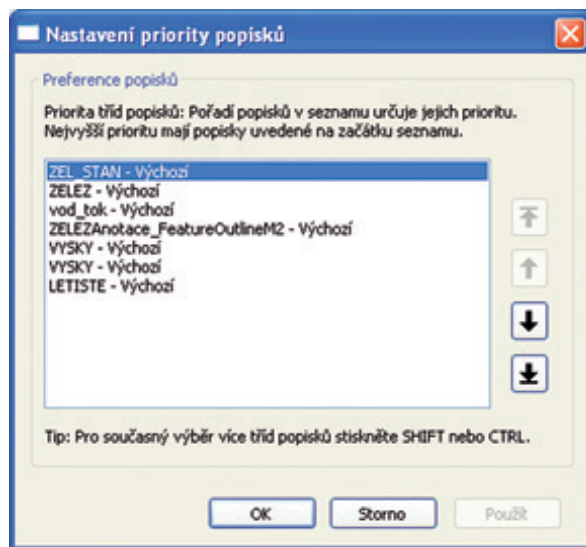 Nastavení priority popisků
Preference popisků
Priorita tříd popisků: Pořadí popisků v seznamu určuje jejich prioritu.
Nejvyšší prioritu mají popisky uvedené na začátku seznamu.
ZEL_STAN - Výchozí
ZELEZ - Výchozí
vod_tok - Výchozí
ZELEZAnotace_FeatureOutlineM2 - Výchozí
VYSKY - Výchozí
VYSKY - Výchozí
LETISTE - Výchozí
Tip: Pro současný výběr více tříd popisků stiskněte SHIFT nebo CTRL.
OK
Storno
Použít